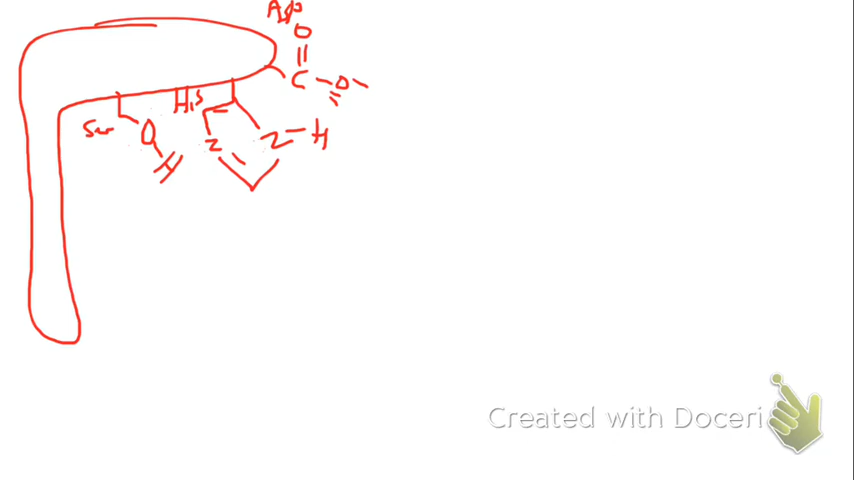 Asp
O
C - O -
His
Ser
O
N
N - H
H
Created with Doceri